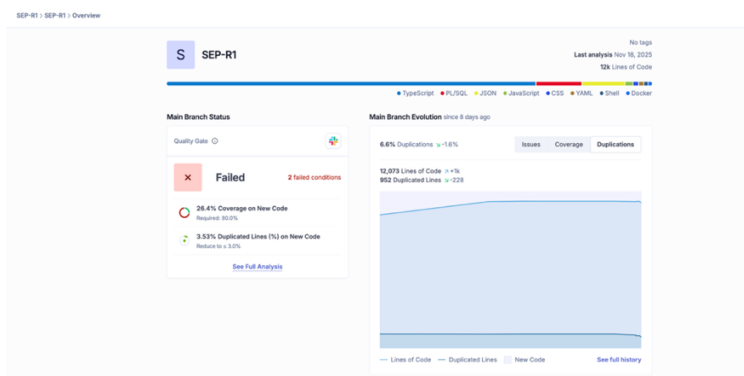 SEP-R1 > SEP-R1 > Overview
S SEP-R1
No tags
Last analysis Nov 18, 2025
12k Lines of Code
TypeScript PL/SQL JSON JavaScript CSS YAML Shell Docker
Main Branch Status
Quality Gate
Failed
2 failed conditions
26.4% Coverage on New Code
Required: 80.0%
3.53% Duplicated Lines (%) on New Code
Reduce to ≤ 3.0%
See Full Analysis
Main Branch Evolution since 8 days ago
6.6% Duplications -1.6%
Issues Coverage Duplications
12,073 Lines of Code +1k
952 Duplicated Lines -228
Lines of Code Duplicated Lines New Code
See full history